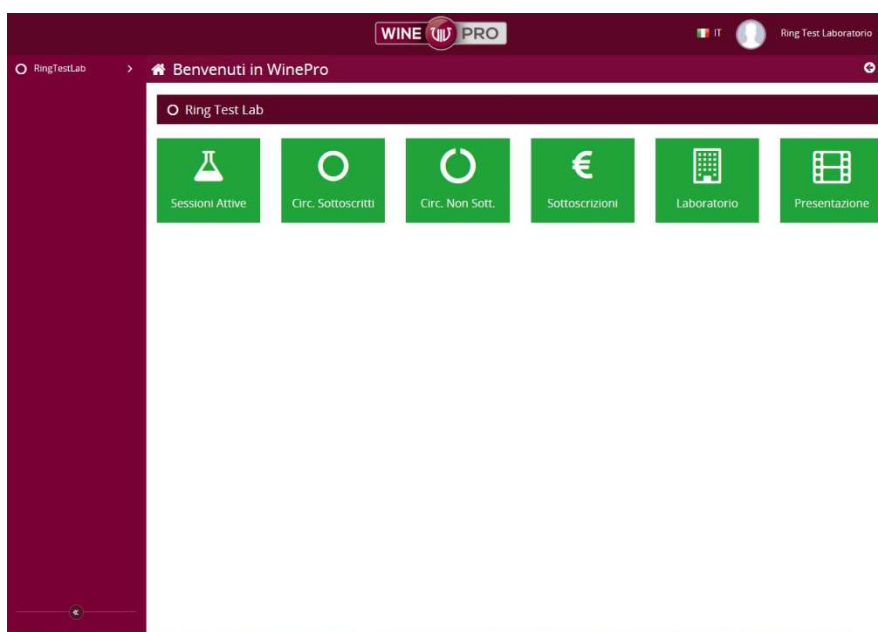 WINE PRO
IT
Ring Test Laboratorio
RingTestLab
Benvenuti in WinePro
Ring Test Lab
Sessioni Attive
Circ. Sottoscritti
Circ. Non Sott.
Sottoscrizioni
Laboratorio
Presentazione